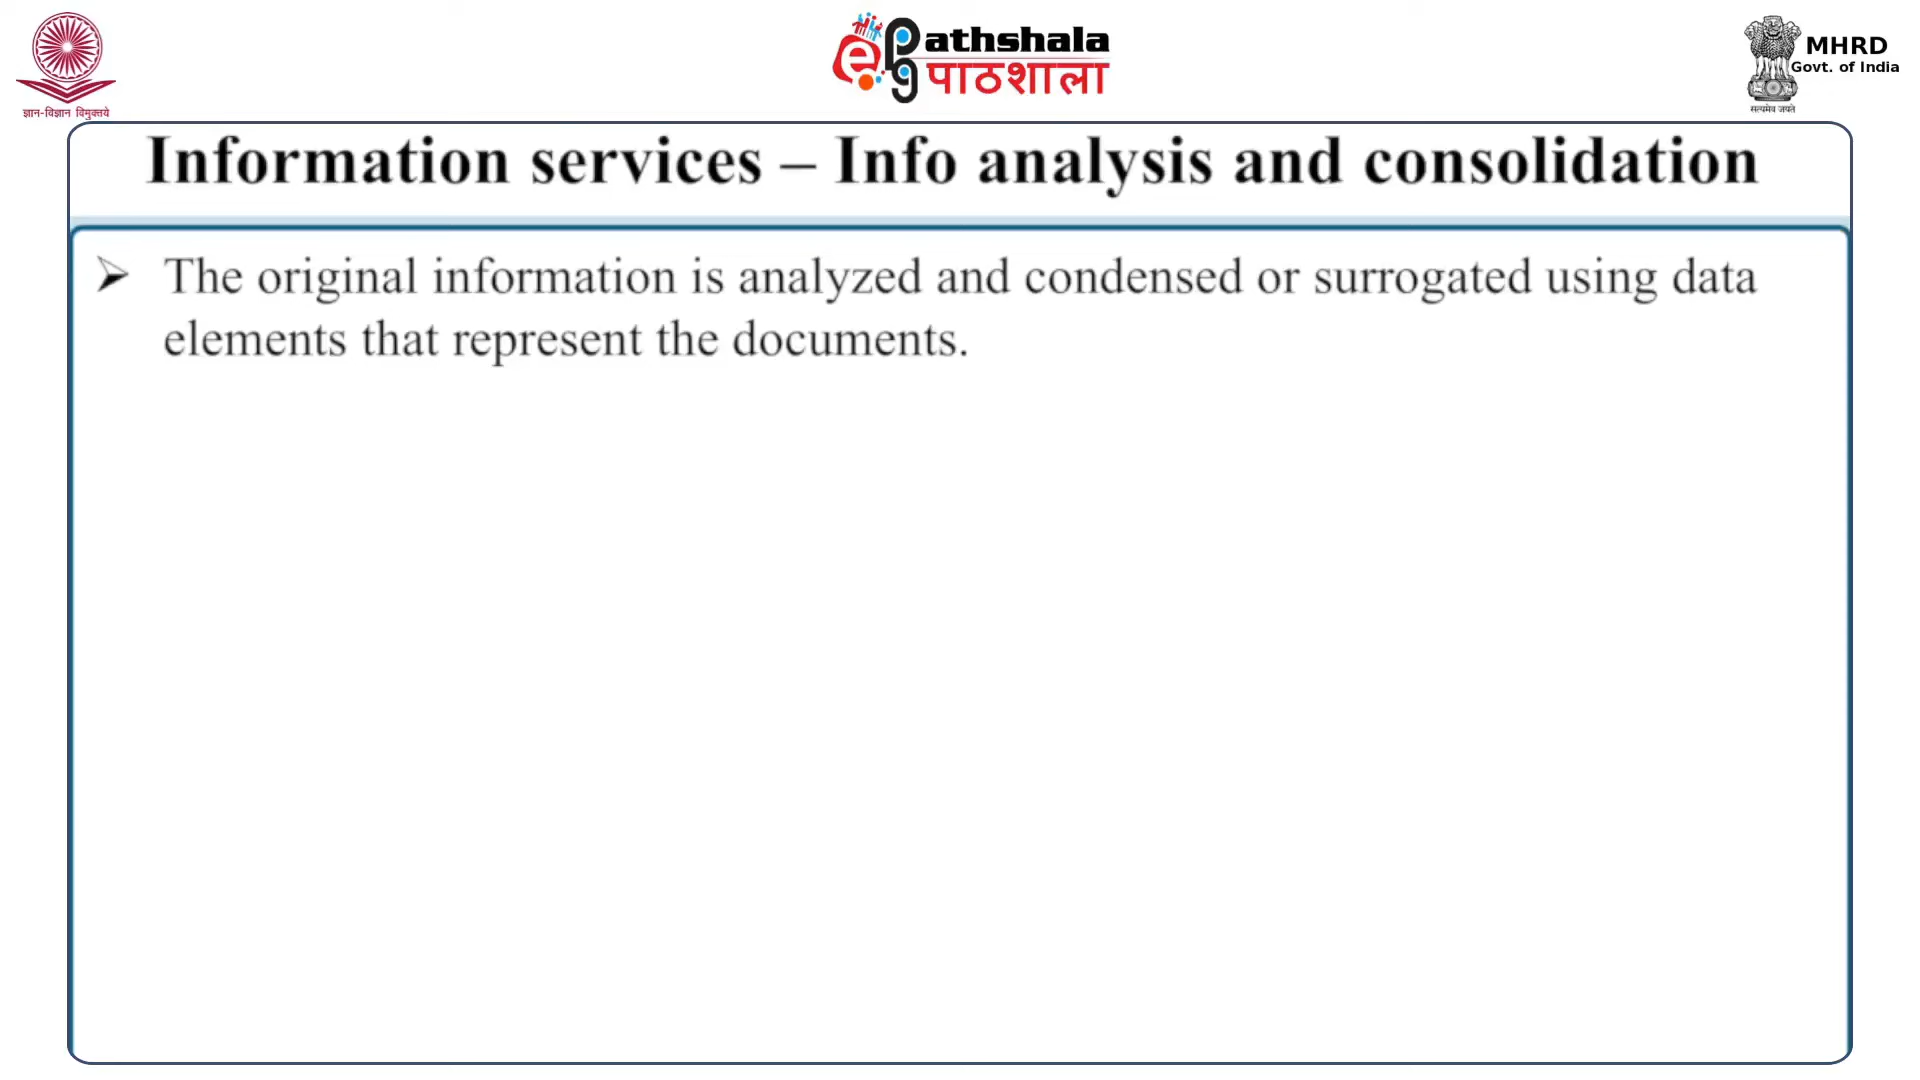 ज्ञान-विज्ञान विमुक्तये
e Pathshala
पाठशाला
MHRD
Govt. of India
सत्यमेव जयते
Information services – Info analysis and consolidation
➢ The original information is analyzed and condensed or surrogated using data
elements that represent the documents.